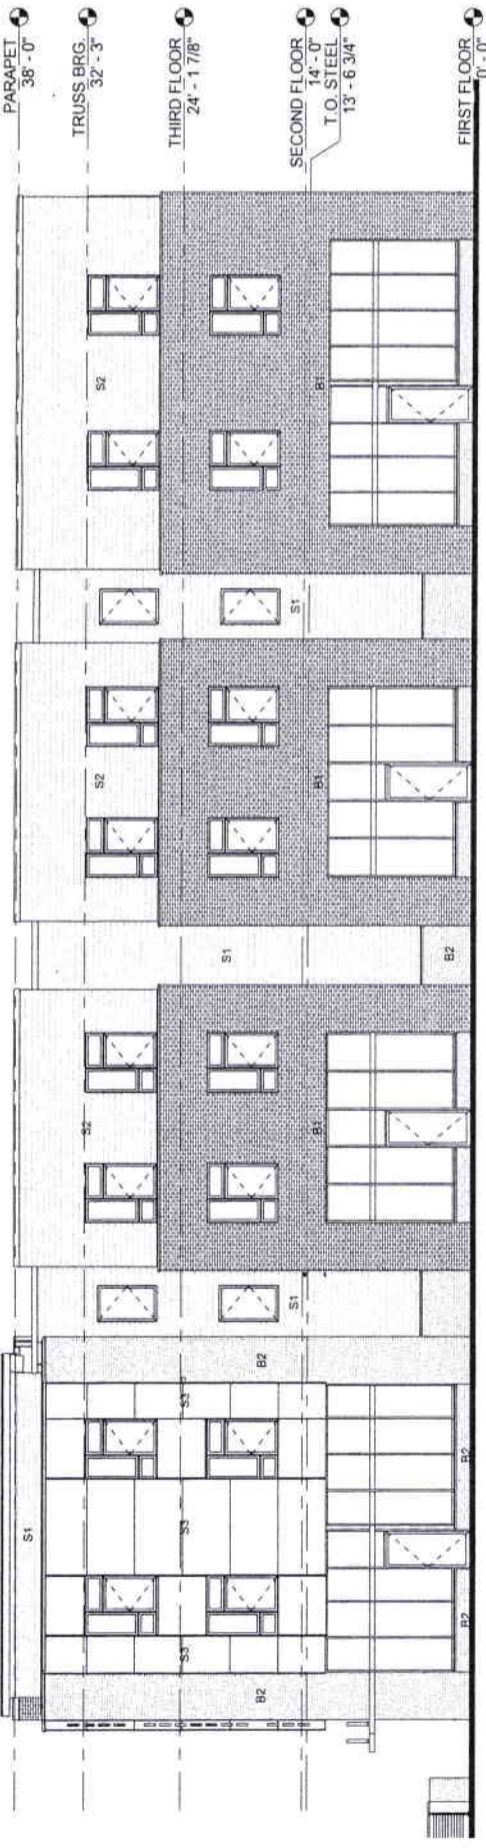 PARAPET
38' - 0"
TRUSS BRG.
32' - 3"
THIRD FLOOR
24' - 1 7/8"
SECOND FLOOR
14' - 0"
T.O. STEEL
13' - 6 3/4"
FIRST FLOOR
0' - 0"
S1
S2
S2
S2
S3
S3
S3
S1
S1
S1
B2
B2
B1
B1
B1
B2
B2
B2